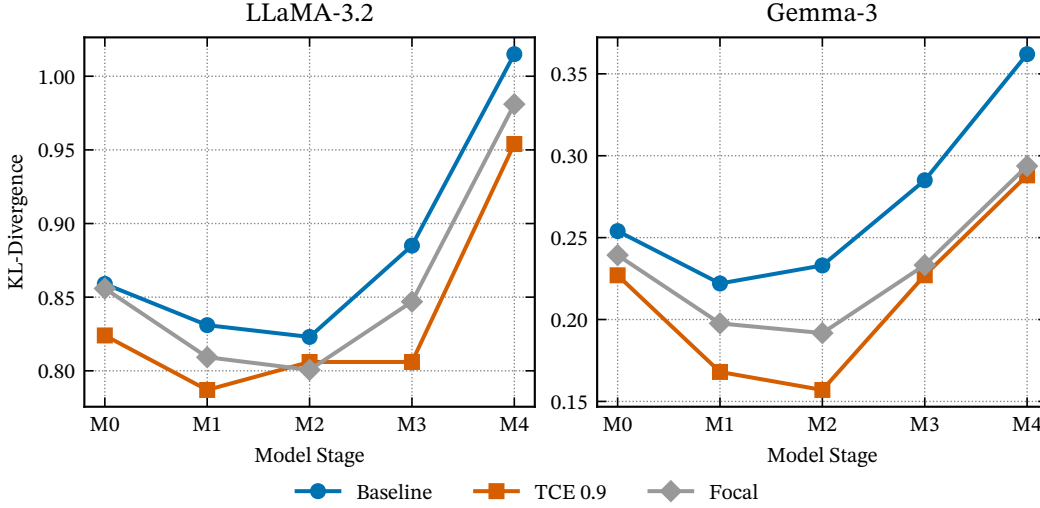 LLaMA-3.2
Gemma-3
KL-Divergence
1.00
0.95
0.90
0.85
0.80
M0 M1 M2 M3 M4
Model Stage
0.35
0.30
0.25
0.20
0.15
M0 M1 M2 M3 M4
Model Stage
Baseline TCE 0.9 Focal